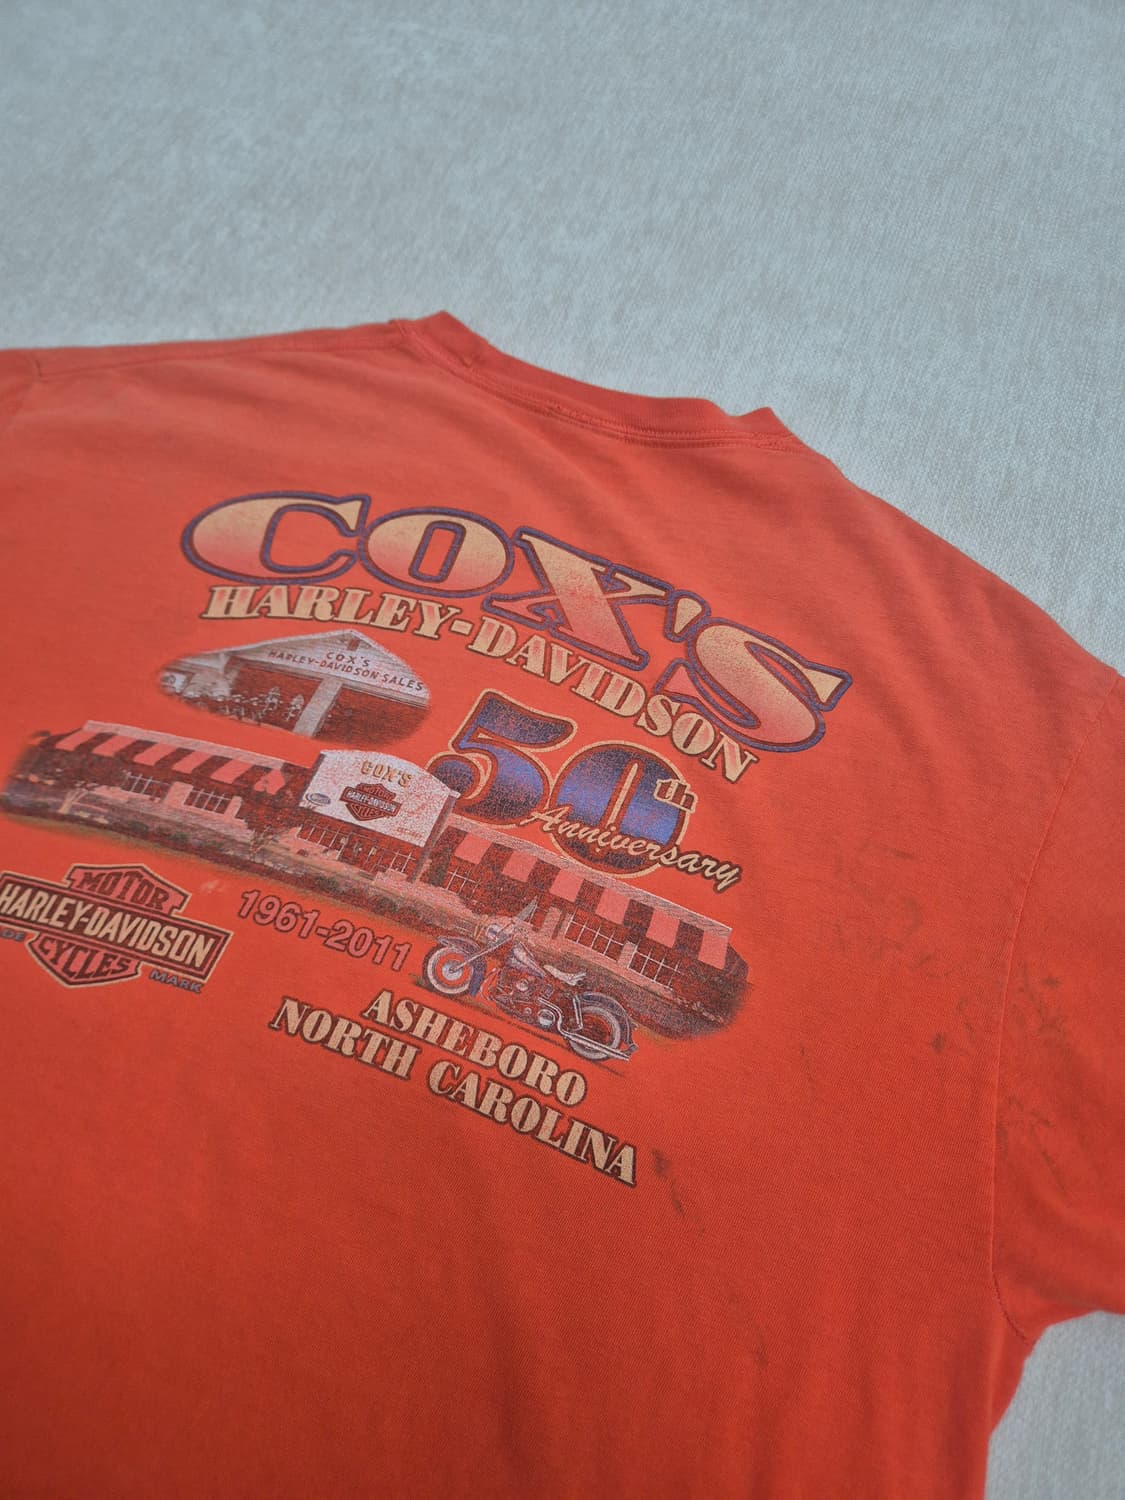 COX'S
HARLEY-DAVIDSON
COX'S
HARLEY-DAVIDSON SALES
50th
Anniversary
COX'S
HARLEY-DAVIDSON
MOTOR
HARLEY-DAVIDSON
CYCLES
MARK
1961-2011
ASHEBORO
NORTH CAROLINA